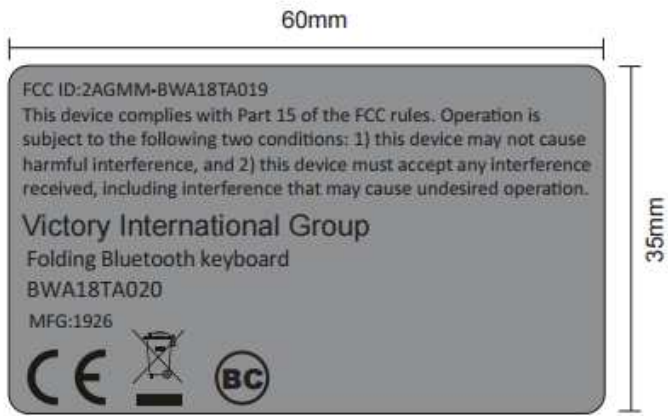 60mm
FCC ID:2AGMM-BWA18TA019
This device complies with Part 15 of the FCC rules. Operation is
subject to the following two conditions: 1) this device may not cause
harmful interference, and 2) this device must accept any interference
received, including interference that may cause undesired operation.
Victory International Group
Folding Bluetooth keyboard
BWA18TA020
MFG:1926
CE
BC
35mm